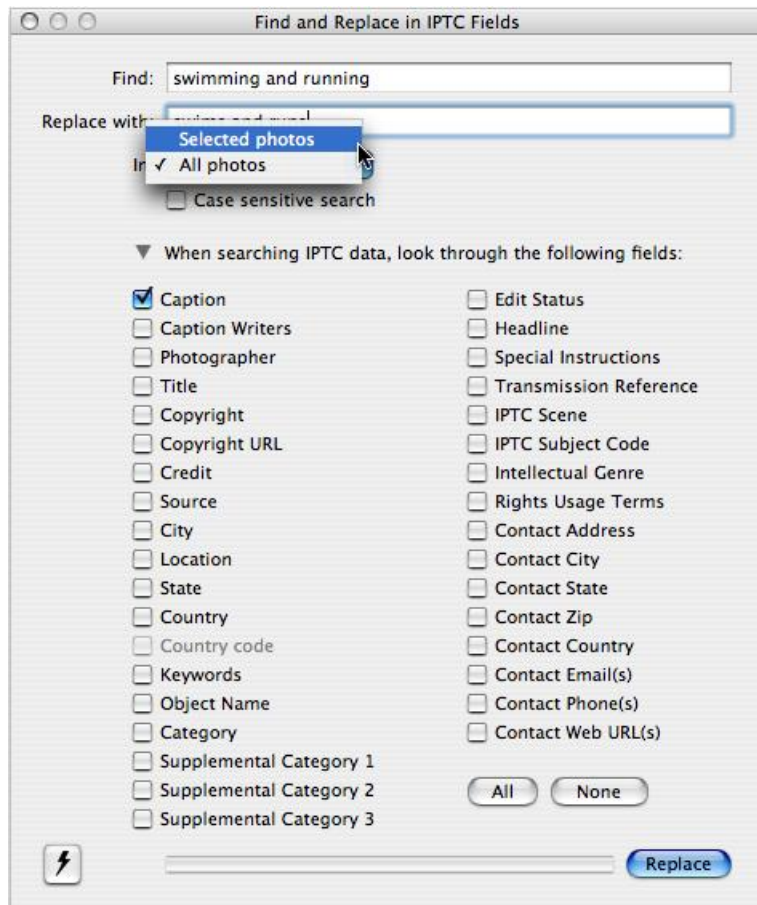 Find and Replace in IPTC Fields
Find: swimming and running
Replace with: swims and runs
Selected photos
In ✓ All photos
Case sensitive search
▼ When searching IPTC data, look through the following fields:
Caption
Caption Writers
Photographer
Title
Copyright
Copyright URL
Credit
Source
City
Location
State
Country
Country code
Keywords
Object Name
Category
Supplemental Category 1
Supplemental Category 2
Supplemental Category 3
Edit Status
Headline
Special Instructions
Transmission Reference
IPTC Scene
IPTC Subject Code
Intellectual Genre
Rights Usage Terms
Contact Address
Contact City
Contact State
Contact Zip
Contact Country
Contact Email(s)
Contact Phone(s)
Contact Web URL(s)
All None
Replace